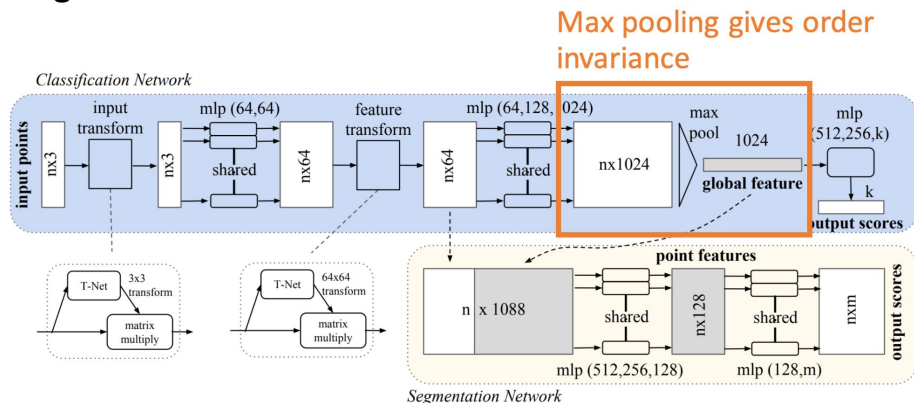 Max pooling gives order
invariance
Classification Network
input points
nx3
input
transform
nx3
mlp (64,64)
shared
nx64
feature
transform
nx64
mlp (64,128,1024)
shared
nx1024
max
pool
1024
global feature
mlp
(512,256,k)
k
output scores
T-Net
3x3
transform
matrix
multiply
T-Net
64x64
transform
matrix
multiply
point features
n x 1088
shared
mlp (512,256,128)
nx128
shared
mlp (128,m)
nxm
output scores
Segmentation Network